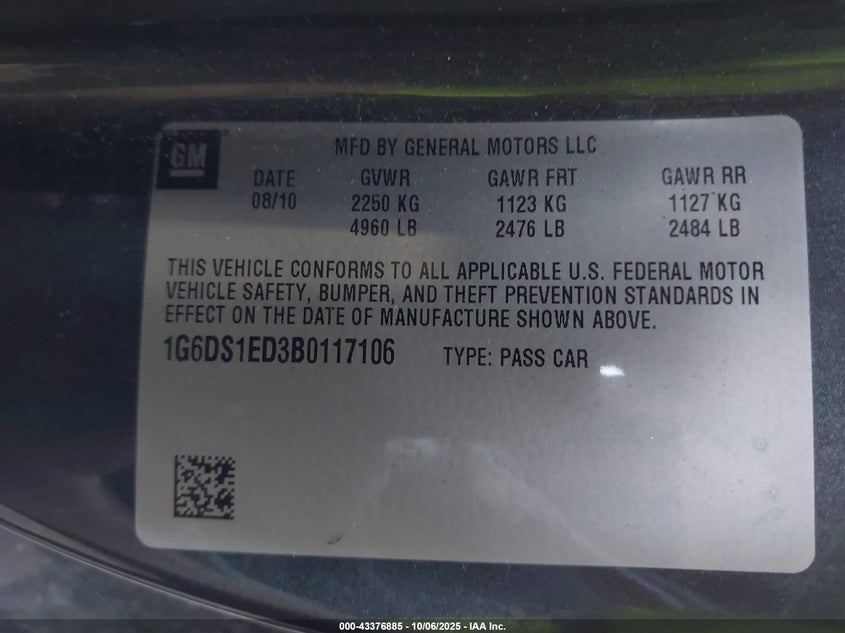 GM
MFD BY GENERAL MOTORS LLC
DATE GVWR GAWR FRT GAWR RR
08/10 2250 KG 1123 KG 1127 KG
4960 LB 2476 LB 2484 LB
THIS VEHICLE CONFORMS TO ALL APPLICABLE U.S. FEDERAL MOTOR
VEHICLE SAFETY, BUMPER, AND THEFT PREVENTION STANDARDS IN
EFFECT ON THE DATE OF MANUFACTURE SHOWN ABOVE.
1G6DS1ED3B0117106 TYPE: PASS CAR
000-43376885 - 10/06/2025 - IAA Inc.